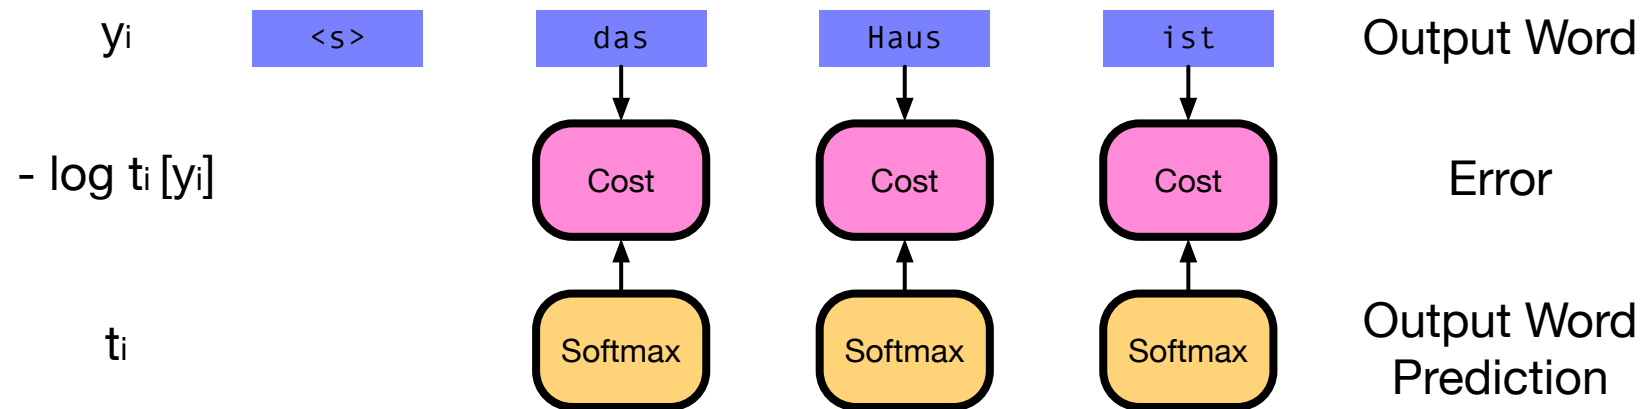 yi <s> das Haus ist Output Word
- log ti [yi] Cost Cost Cost Error
ti Softmax Softmax Softmax Output Word
Prediction